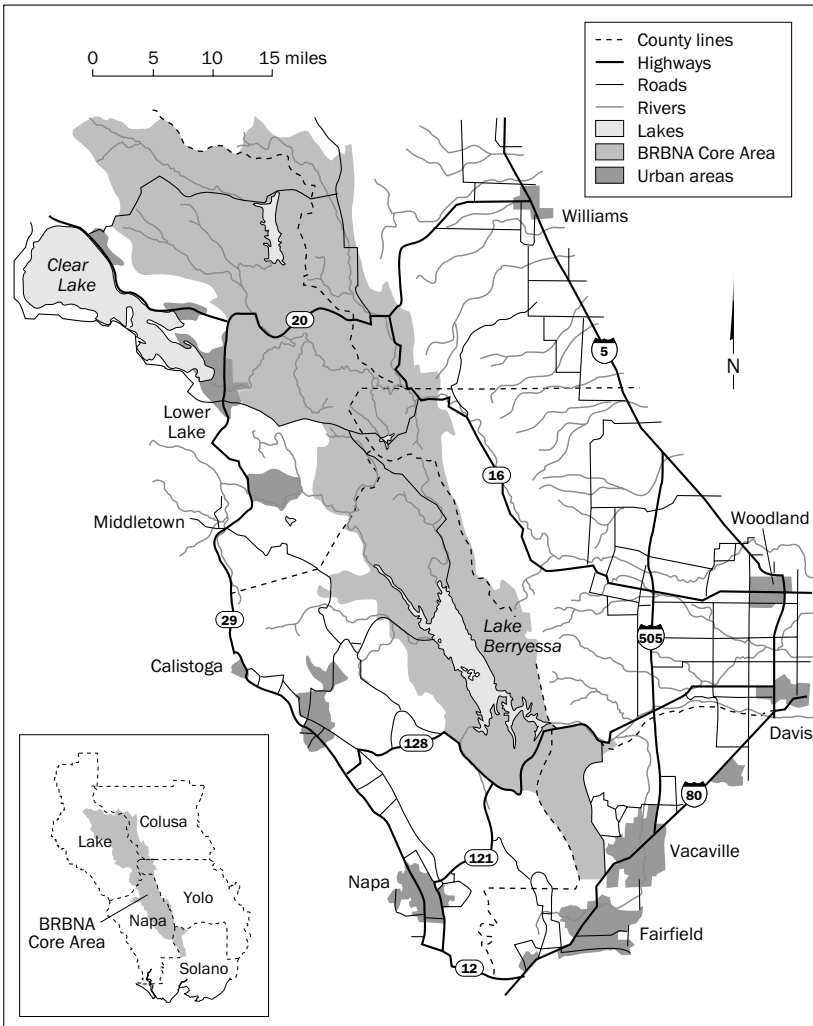 0 5 10 15 miles
County lines
Highways
Roads
Rivers
Lakes
BRBNA Core Area
Urban areas
Williams
Clear
Lake
20
5
N
Lower
Lake
16
Middletown
Woodland
29
Lake
Berryessa
505
Calistoga
Davis
128
80
121
Vacaville
Napa
Fairfield
12
Colusa
Lake
Yolo
BRBNA
Core Area
Napa
Solano